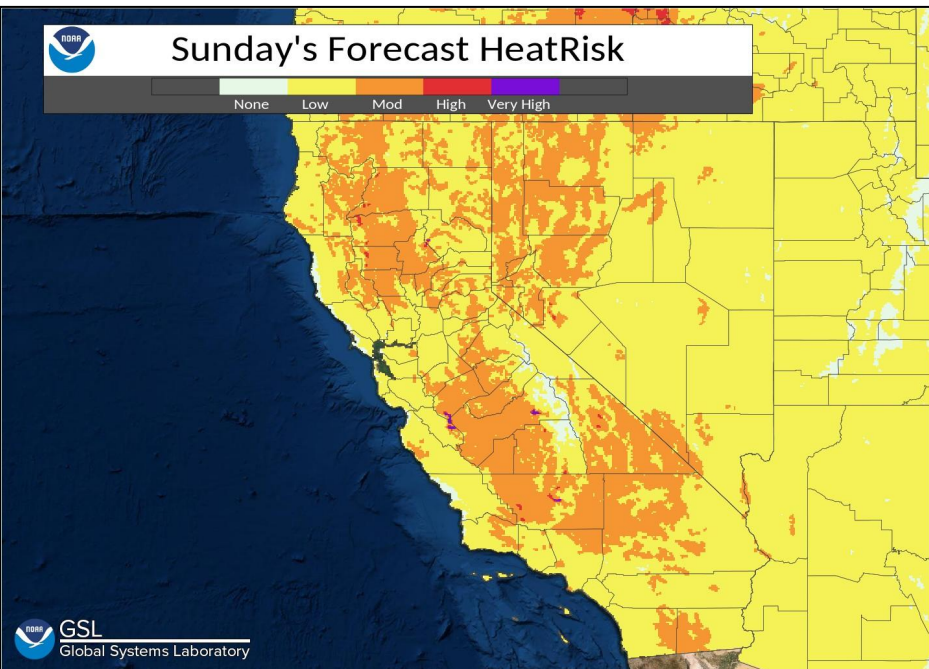 NOAA
Sunday's Forecast HeatRisk
None Low Mod High Very High
NOAA
GSL
Global Systems Laboratory